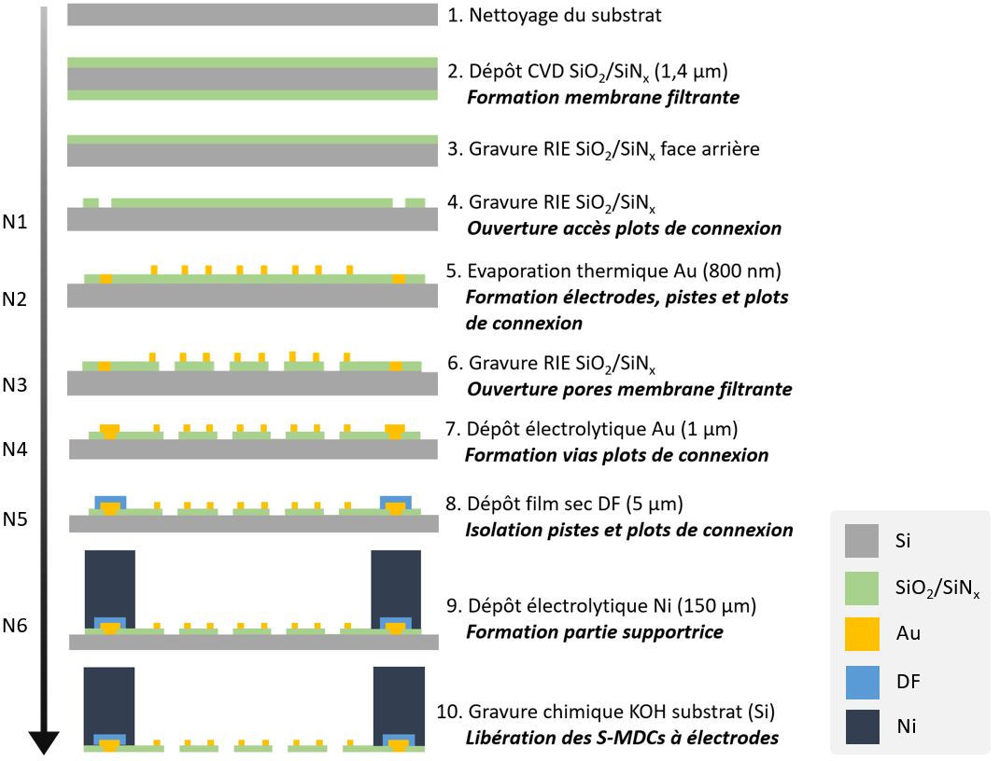 1. Nettoyage du substrat
2. Dépôt CVD SiO₂/SiNₓ (1,4 µm)
Formation membrane filtrante
3. Gravure RIE SiO₂/SiNₓ face arrière
4. Gravure RIE SiO₂/SiNₓ
N1
Ouverture accès plots de connexion
5. Evaporation thermique Au (800 nm)
N2
Formation électrodes, pistes et plots
de connexion
6. Gravure RIE SiO₂/SiNₓ
N3
Ouverture pores membrane filtrante
7. Dépôt électrolytique Au (1 µm)
N4
Formation vias plots de connexion
8. Dépôt film sec DF (5 µm)
N5
Isolation pistes et plots de connexion
9. Dépôt électrolytique Ni (150 µm)
N6
Formation partie supportrice
10. Gravure chimique KOH substrat (Si)
Libération des S-MDCs à électrodes
Si
SiO₂/SiNₓ
Au
DF
Ni